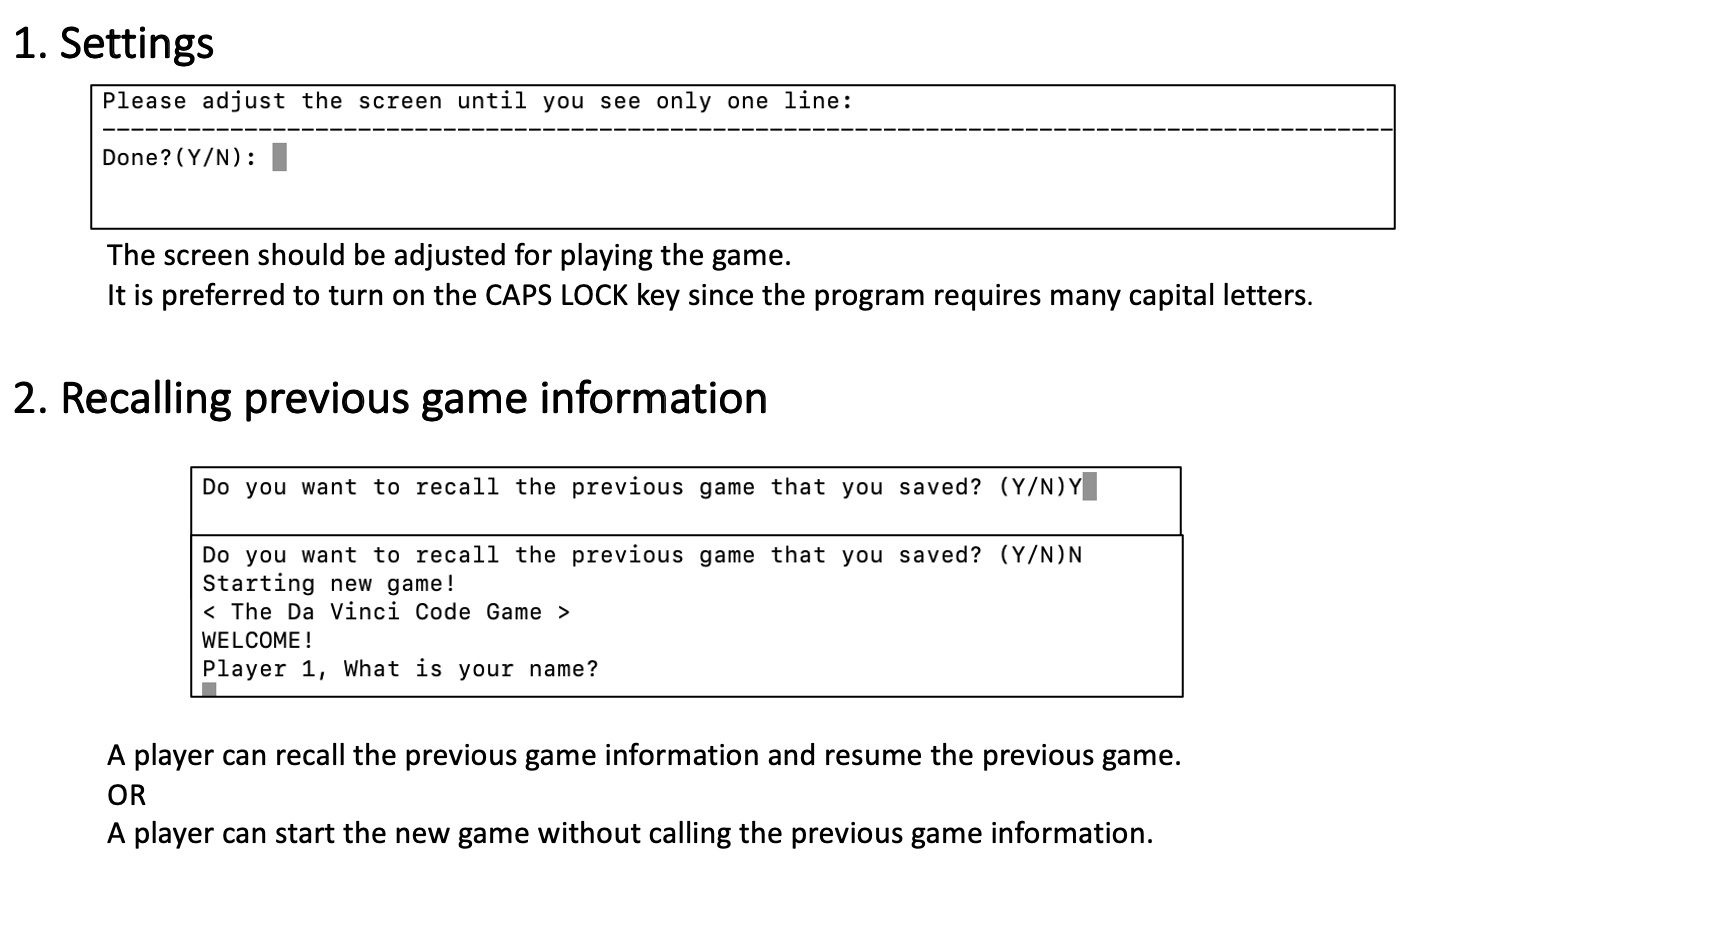 1. Settings
Please adjust the screen until you see only one line:
-------------------------------------------------------------------------------------------
Done?(Y/N):
The screen should be adjusted for playing the game.
It is preferred to turn on the CAPS LOCK key since the program requires many capital letters.
2. Recalling previous game information
Do you want to recall the previous game that you saved? (Y/N)Y
Do you want to recall the previous game that you saved? (Y/N)N
Starting new game!
< The Da Vinci Code Game >
WELCOME!
Player 1, What is your name?
A player can recall the previous game information and resume the previous game.
OR
A player can start the new game without calling the previous game information.